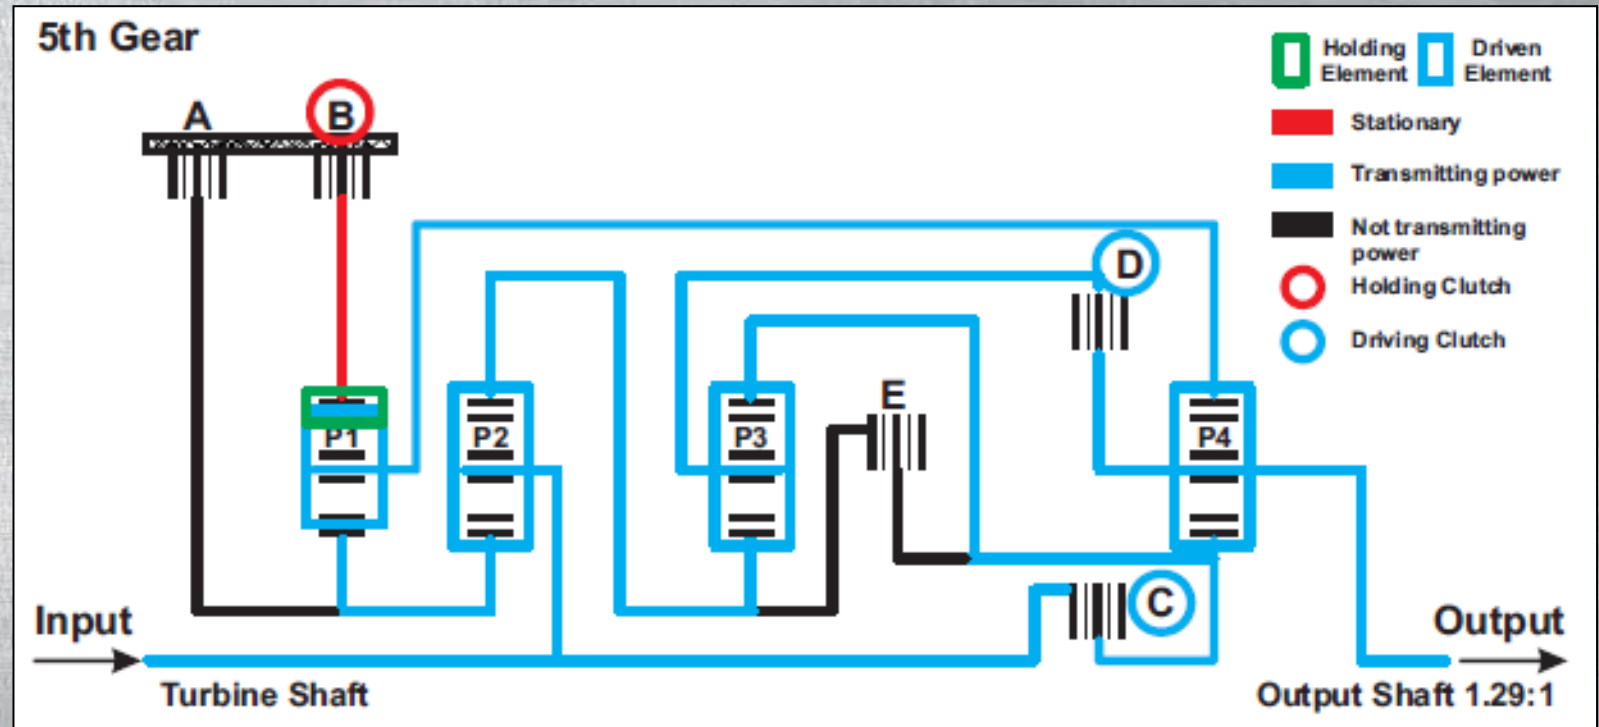 5th Gear
Holding
Element
Driven
Element
A
B
Stationary
Transmitting power
Not transmitting
power
D
Holding Clutch
Driving Clutch
E
P1
P2
P3
P4
C
Input
Output
Turbine Shaft
Output Shaft 1.29:1